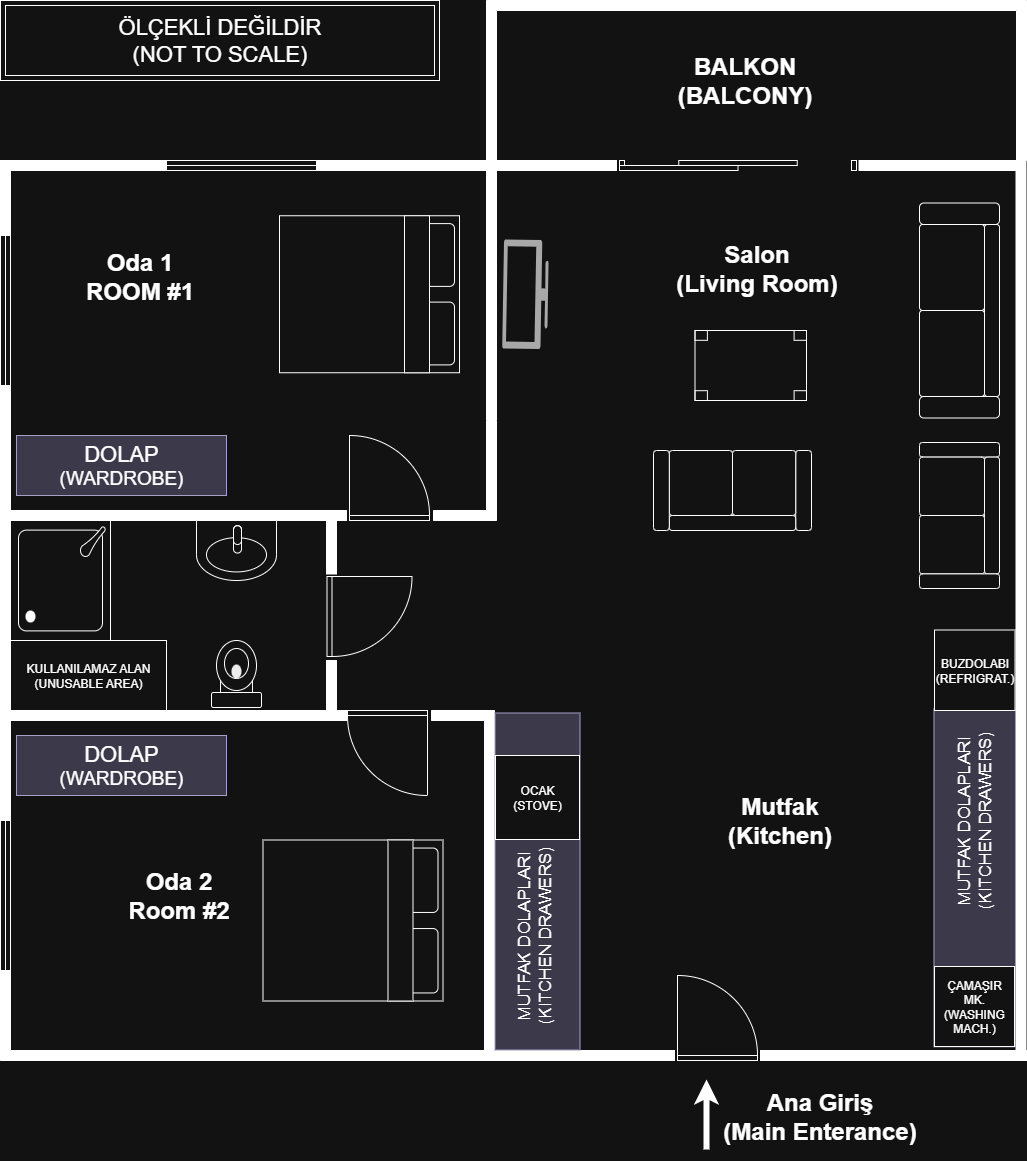 ÖLÇEKLİ DEĞİLDİR
(NOT TO SCALE)
BALKON
(BALCONY)
Oda 1
ROOM #1
Salon
(Living Room)
DOLAP
(WARDROBE)
KULLANILAMAZ ALAN
(UNUSABLE AREA)
BUZDOLABI
(REFRIGRAT.)
DOLAP
(WARDROBE)
OCAK
(STOVE)
Mutfak
(Kitchen)
MUTFAK DOLAPLARI
(KITCHEN DRAWERS)
Oda 2
Room #2
MUTFAK DOLAPLARI
(KITCHEN DRAWERS)
ÇAMAŞIR
MK.
(WASHING
MACH.)
Ana Giriş
(Main Enterance)